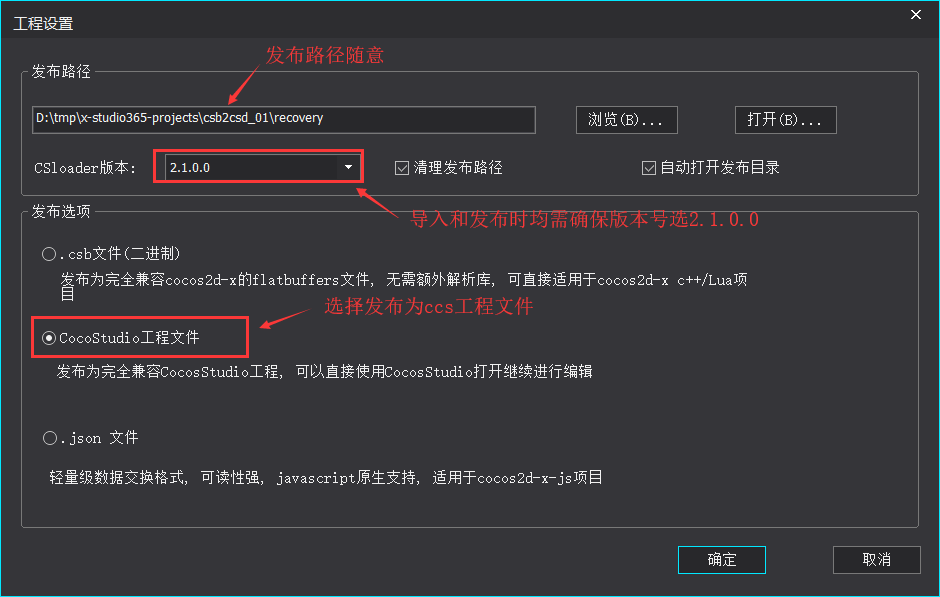 工程设置
发布路径随意
发布路径
D:\tmp\x-studio365-projects\csb2csd_01\recovery
浏览(B)...
打开(B)...
CSloader版本:
2.1.0.0
清理发布路径
自动打开发布目录
导入和发布时均需确保版本号选2.1.0.0
发布选项
.csb文件(二进制)
发布为完全兼容cocos2d-x的flatbuffers文件, 无需额外解析库, 可直接适用于cocos2d-x c++/Lua项
目
选择发布为ccs工程文件
CocoStudio工程文件
发布为完全兼容CocosStudio工程, 可以直接使用CocosStudio打开继续进行编辑
.json 文件
轻量级数据交换格式, 可读性强, javascript原生支持, 适用于cocos2d-x-js项目
确定
取消